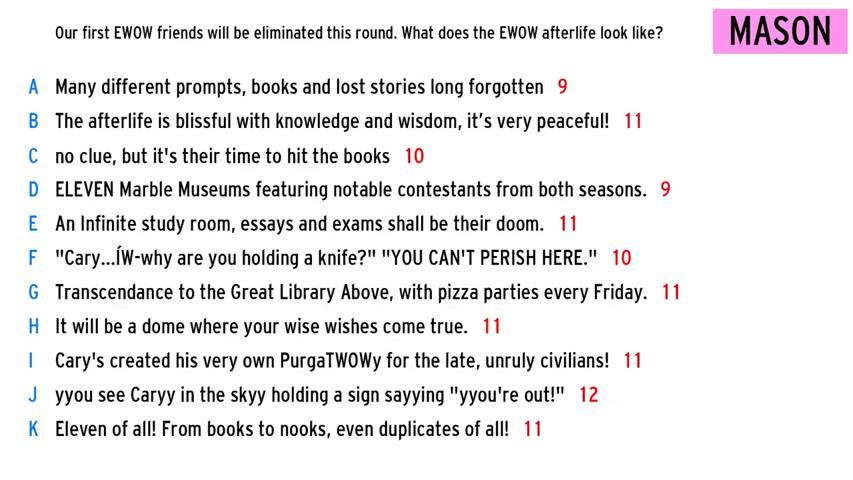 Our first EWOW friends will be eliminated this round. What does the EWOW afterlife look like?
MASON
A Many different prompts, books and lost stories long forgotten 9
B The afterlife is blissful with knowledge and wisdom, it's very peaceful! 11
C no clue, but it's their time to hit the books 10
D ELEVEN Marble Museums featuring notable contestants from both seasons. 9
E An Infinite study room, essays and exams shall be their doom. 11
F "Cary...ÍW-why are you holding a knife?" "YOU CAN'T PERISH HERE." 10
G Transcendance to the Great Library Above, with pizza parties every Friday. 11
H It will be a dome where your wise wishes come true. 11
I Cary's created his very own PurgaTWOWy for the late, unruly civilians! 11
J yyou see Caryy in the skyy holding a sign sayying "yyou're out!" 12
K Eleven of all! From books to nooks, even duplicates of all! 11